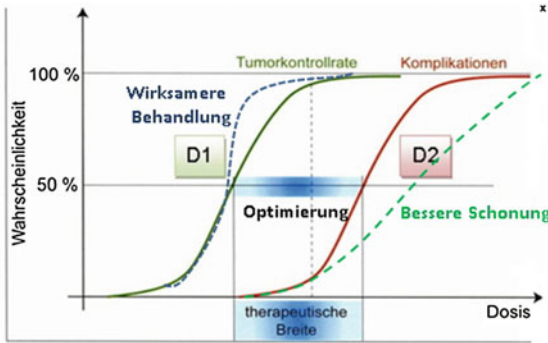 x
Tumorkontrollrate
Komplikationen
100 %
Wirksamere
Behandlung
D1
D2
50 %
Optimierung
Bessere Schonung
Wahrscheinlichkeit
therapeutische
Breite
Dosis